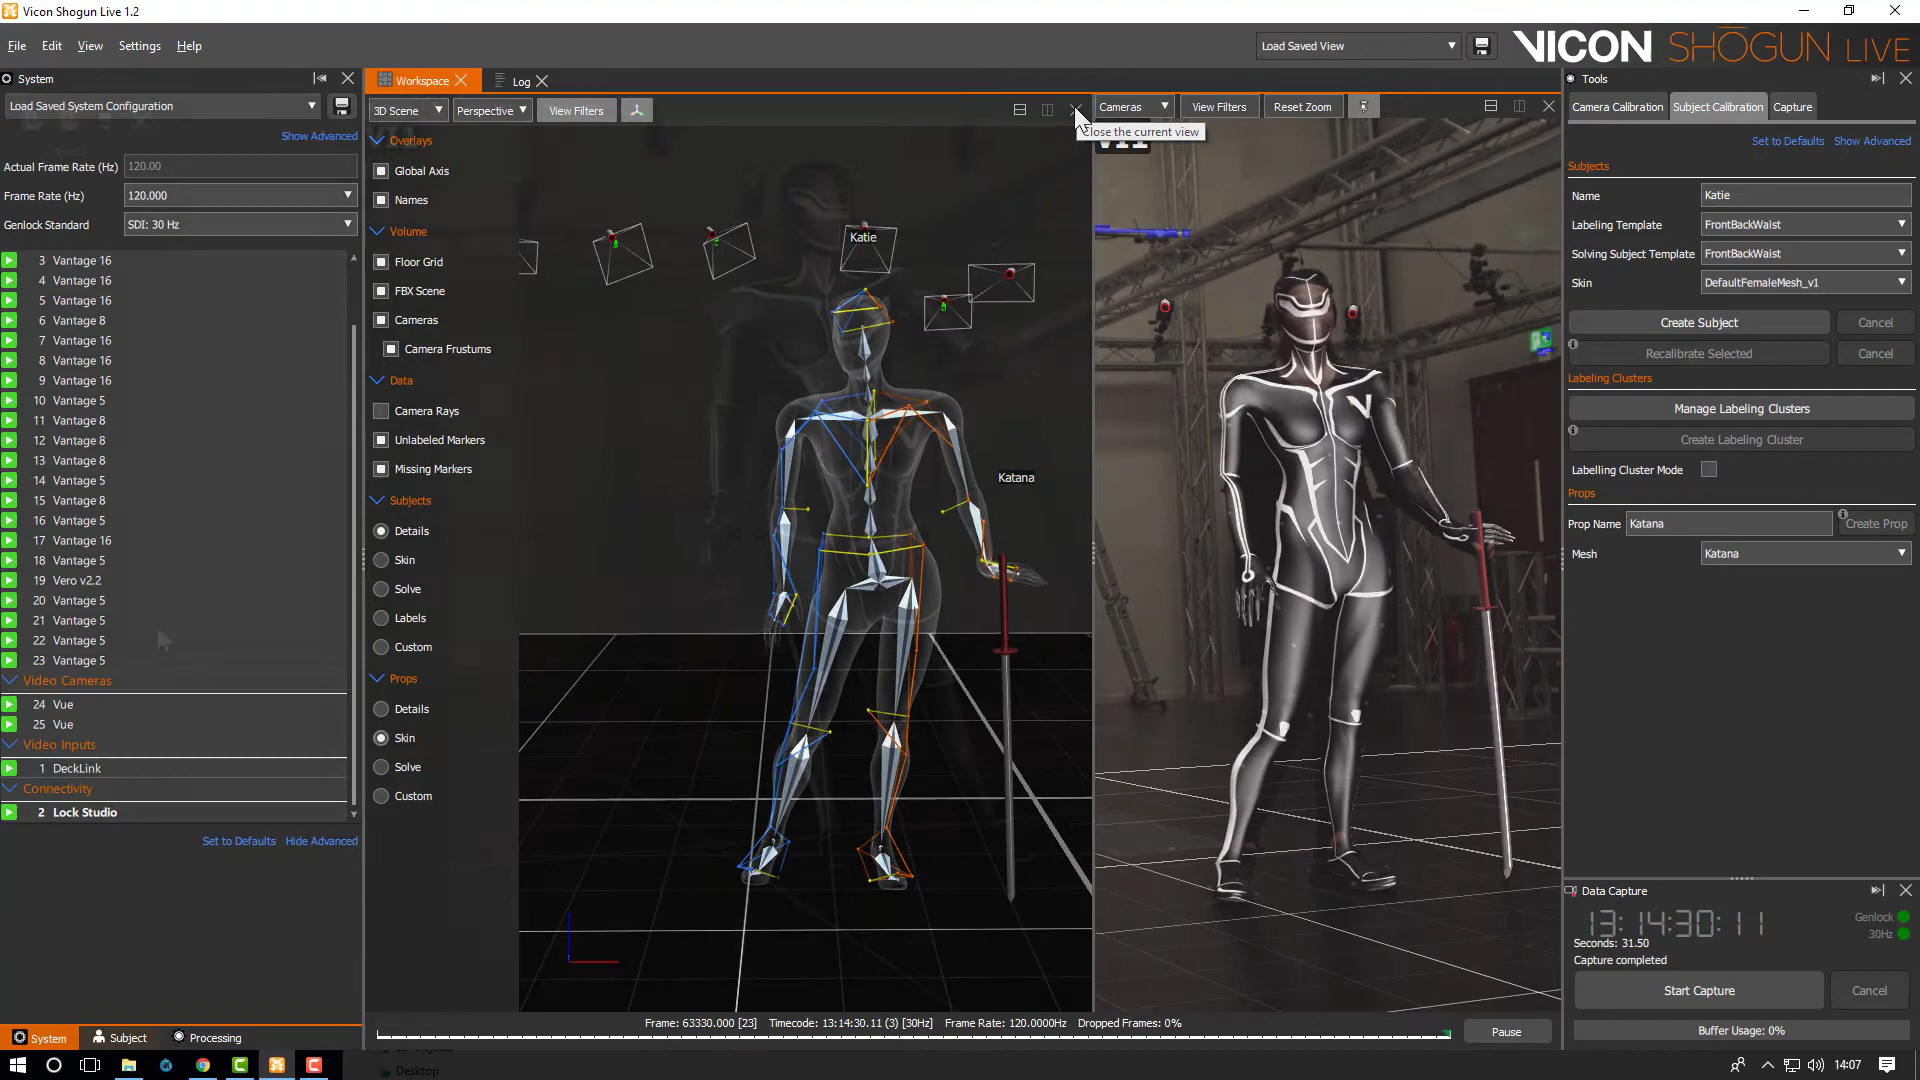 Vicon Shogun Live 1.2
File Edit View Settings Help
Load Saved View
VICON SHOGUN LIVE
System
Load Saved System Configuration
Show Advanced
Actual Frame Rate (Hz) 120.00
Frame Rate (Hz) 120.000
Genlock Standard SDI: 30 Hz
3 Vantage 16
4 Vantage 16
5 Vantage 16
6 Vantage 8
7 Vantage 16
8 Vantage 16
9 Vantage 16
10 Vantage 5
11 Vantage 8
12 Vantage 8
13 Vantage 8
14 Vantage 5
15 Vantage 8
16 Vantage 5
17 Vantage 16
18 Vantage 5
19 Vero v2.2
20 Vantage 5
21 Vantage 5
22 Vantage 5
23 Vantage 5
Video Cameras
24 Vue
25 Vue
Video Inputs
1 DeckLink
Connectivity
2 Lock Studio
Set to Defaults Hide Advanced
System Subject Processing
Workspace Log
3D Scene Perspective View Filters
Overlays
Global Axis
Names
Volume
Floor Grid
FBX Scene
Cameras
Camera Frustums
Data
Camera Rays
Unlabeled Markers
Missing Markers
Subjects
Details
Skin
Solve
Labels
Custom
Props
Details
Skin
Solve
Custom
Katie
Katana
Cameras View Filters Reset Zoom
Close the current view
Frame: 63330.000 [23] Timecode: 13:14:30.11 (3) [30Hz] Frame Rate: 120.0000Hz Dropped Frames: 0%
Pause
Tools
Camera Calibration Subject Calibration Capture
Set to Defaults Show Advanced
Subjects
Name Katie
Labeling Template FrontBackWaist
Solving Subject Template FrontBackWaist
Skin DefaultFemaleMesh_v1
Create Subject Cancel
Recalibrate Selected Cancel
Labeling Clusters
Manage Labeling Clusters
Create Labeling Cluster
Labelling Cluster Mode
Props
Prop Name Katana Create Prop
Mesh Katana
Data Capture
13:14:30:11
Genlock
30Hz
Seconds: 31.50
Capture completed
Start Capture Cancel
Buffer Usage: 0%
Desktop
14:07